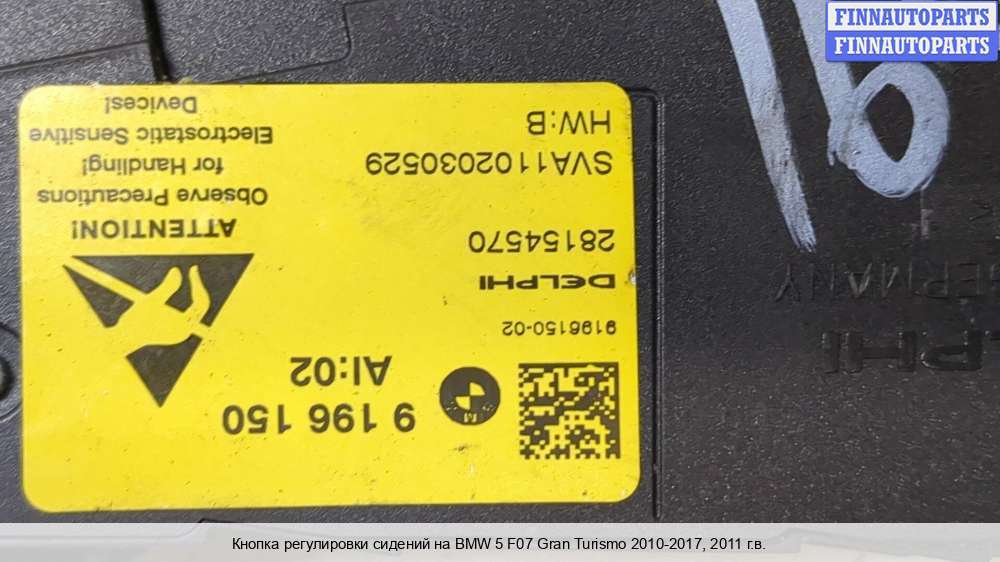 FINNAUTOPARTS
FINNAUTOPARTS
9 196 150
AI:02
9196150-02
DELPHI
28154570
SVA1102030529
HW:B
ATTENTION!
Observe Precautions
for Handling!
Electrostatic Sensitive
Devices!
GERMANY
Кнопка регулировки сидений на BMW 5 F07 Gran Turismo 2010-2017, 2011 г.в.